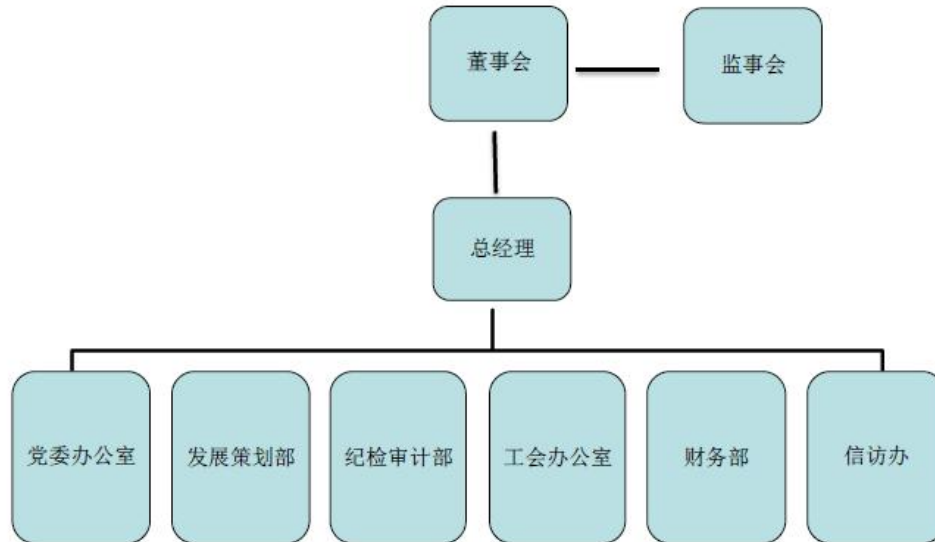 董事会
监事会
总经理
党委办公室
发展策划部
纪检审计部
工会办公室
财务部
信访办